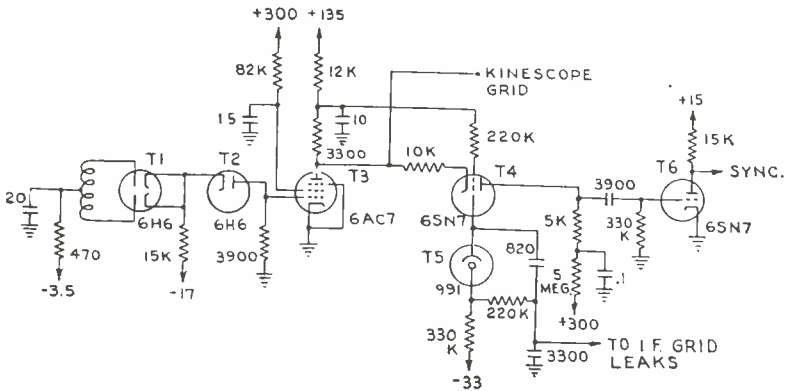 +300 +135
82K
12K
KINESCOPE
GRID
+15
15
10
220K
15K
T1
T2
3300
T3
10K
T4
T6
SYNC.
20
6H6
6H6
6AC7
6SN7
3900
5K
330
K
6SN7
470
15K
3900
T5
820
5
MEG.
.1
-3.5
-17
991
220K
+300
330
K
3300
TO I.F. GRID
LEAKS
-33